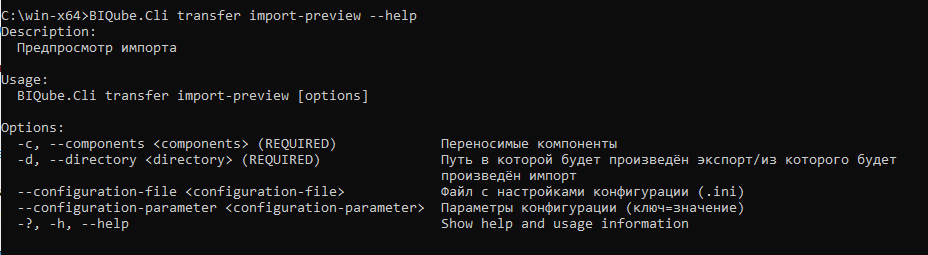 C:\win-x64>BIQube.Cli transfer import-preview --help
Description:
Предпросмотр импорта
Usage:
BIQube.Cli transfer import-preview [options]
Options:
-c, --components <components> (REQUIRED) Переносимые компоненты
-d, --directory <directory> (REQUIRED) Путь в которой будет произведён экспорт/из которого будет
произведён импорт
--configuration-file <configuration-file> Файл с настройками конфигурации (.ini)
--configuration-parameter <configuration-parameter> Параметры конфигурации (ключ=значение)
-?, -h, --help Show help and usage information